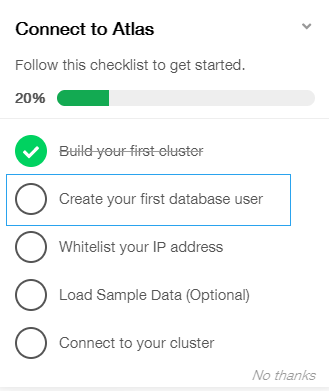 Connect to Atlas
Follow this checklist to get started.
20%
Build your first cluster
Create your first database user
Whitelist your IP address
Load Sample Data (Optional)
Connect to your cluster
No thanks